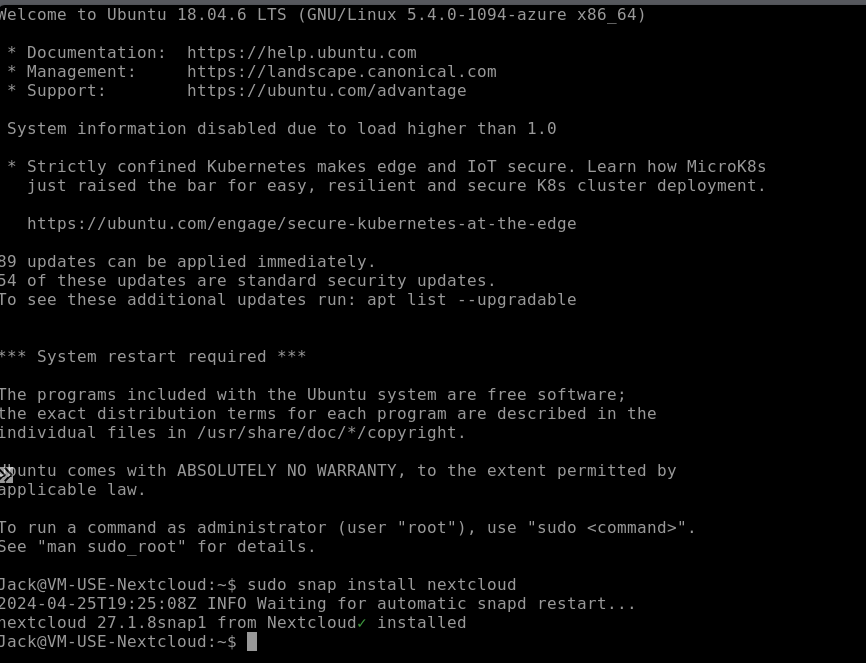 Welcome to Ubuntu 18.04.6 LTS (GNU/Linux 5.4.0-1094-azure x86_64)
* Documentation:  https://help.ubuntu.com
* Management:     https://landscape.canonical.com
* Support:        https://ubuntu.com/advantage
System information disabled due to load higher than 1.0
* Strictly confined Kubernetes makes edge and IoT secure. Learn how MicroK8s
just raised the bar for easy, resilient and secure K8s cluster deployment.
https://ubuntu.com/engage/secure-kubernetes-at-the-edge
89 updates can be applied immediately.
54 of these updates are standard security updates.
To see these additional updates run: apt list --upgradable
*** System restart required ***
The programs included with the Ubuntu system are free software;
the exact distribution terms for each program are described in the
individual files in /usr/share/doc/*/copyright.
Ubuntu comes with ABSOLUTELY NO WARRANTY, to the extent permitted by
applicable law.
To run a command as administrator (user "root"), use "sudo <command>".
See "man sudo_root" for details.
Jack@VM-USE-Nextcloud:~$ sudo snap install nextcloud
2024-04-25T19:25:08Z INFO Waiting for automatic snapd restart...
nextcloud 27.1.8snap1 from Nextcloud✓ installed
Jack@VM-USE-Nextcloud:~$